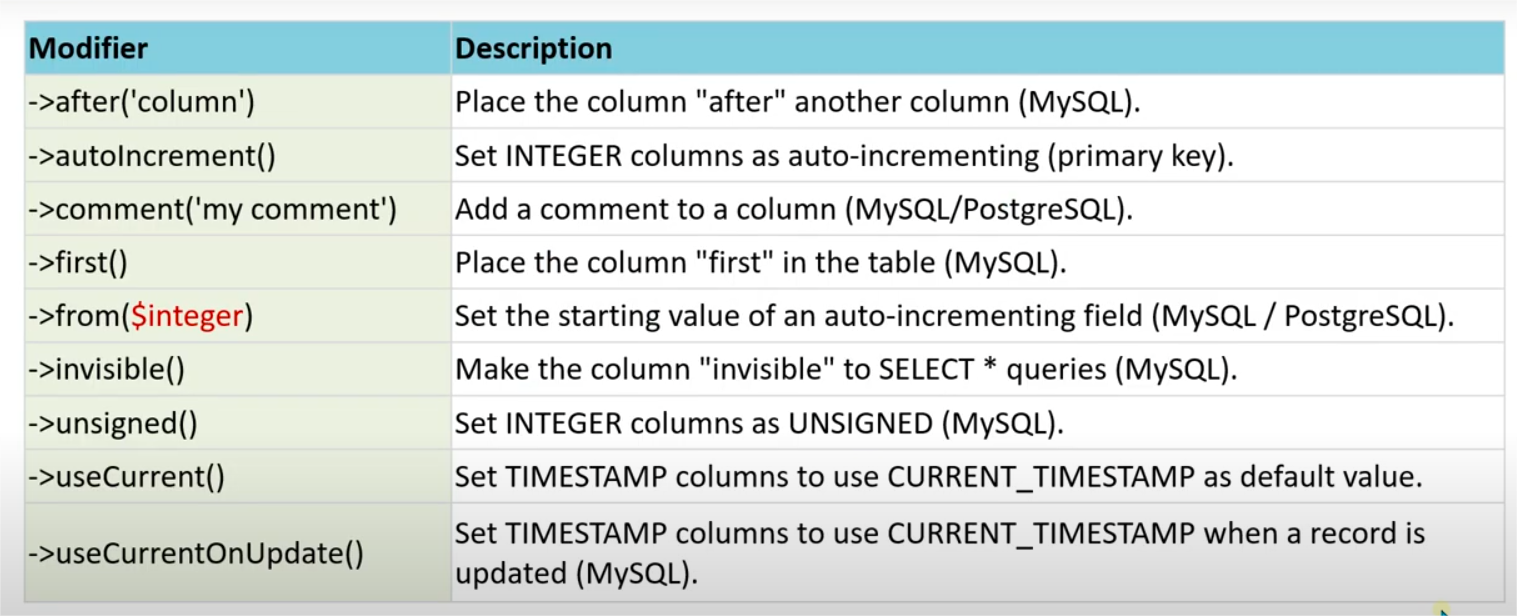 Modifier Description
->after('column') Place the column "after" another column (MySQL).
->autoIncrement() Set INTEGER columns as auto-incrementing (primary key).
->comment('my comment') Add a comment to a column (MySQL/PostgreSQL).
->first() Place the column "first" in the table (MySQL).
->from($integer) Set the starting value of an auto-incrementing field (MySQL / PostgreSQL).
->invisible() Make the column "invisible" to SELECT * queries (MySQL).
->unsigned() Set INTEGER columns as UNSIGNED (MySQL).
->useCurrent() Set TIMESTAMP columns to use CURRENT_TIMESTAMP as default value.
->useCurrentOnUpdate() Set TIMESTAMP columns to use CURRENT_TIMESTAMP when a record is
updated (MySQL).